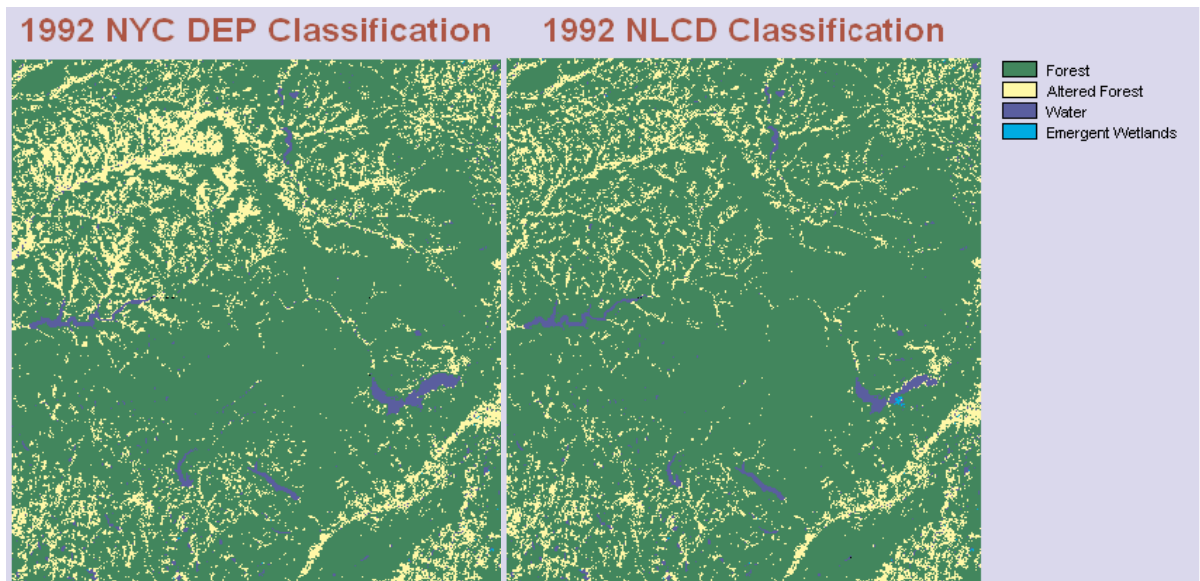 1992 NYC DEP Classification
1992 NLCD Classification
Forest
Altered Forest
Water
Emergent Wetlands